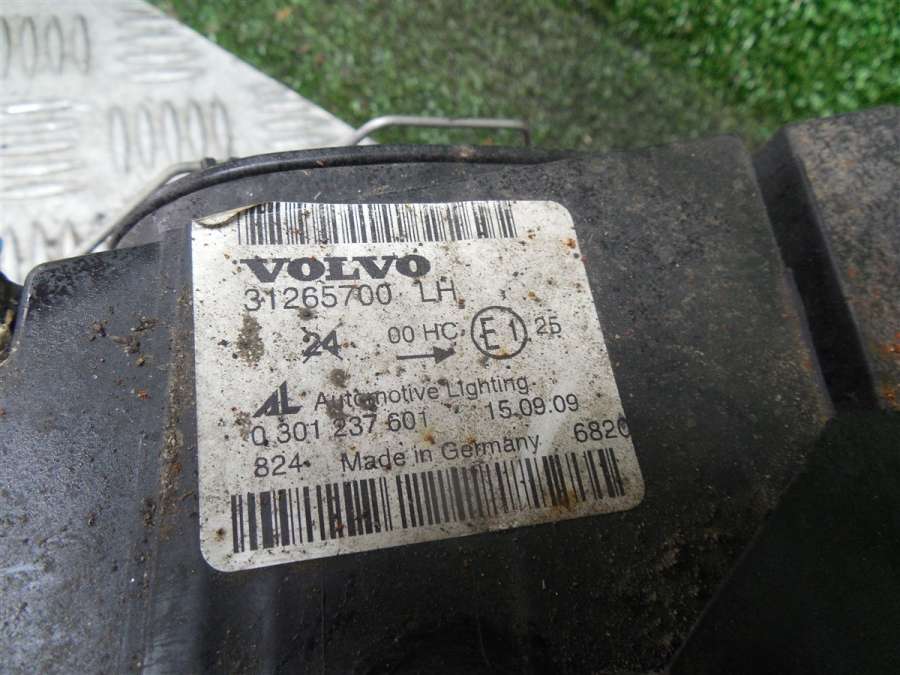 VOLVO
31265700 LH
24 00 HC E1 25
AL Automotive Lighting
0 301 237 601 15.09.09
824 Made in Germany 6820